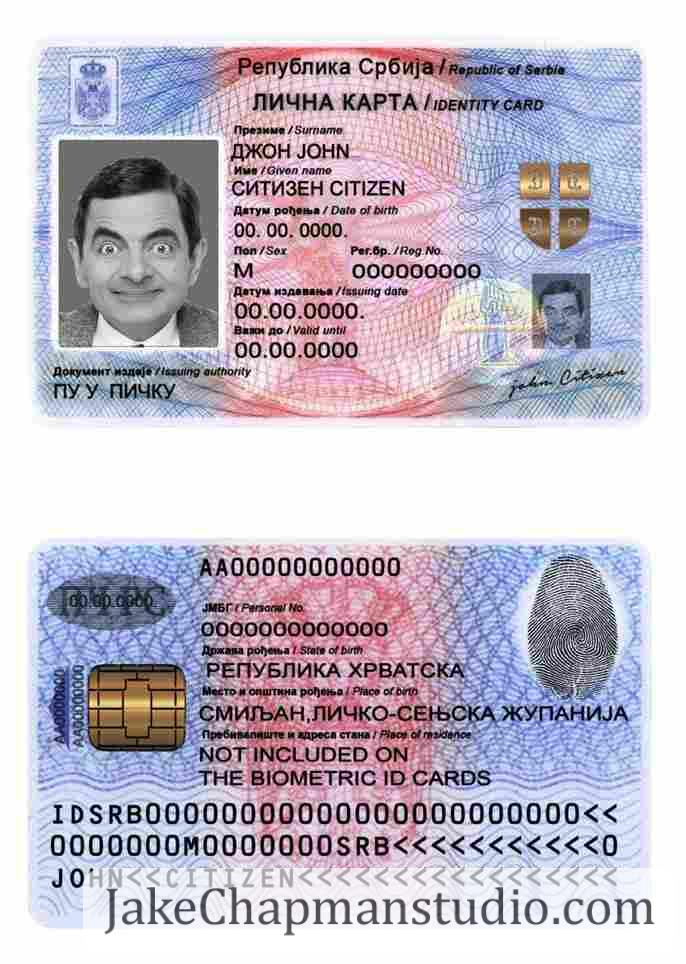 Република Србија / Republic of Serbia
ЛИЧНА КАРТА / IDENTITY CARD
Презиме / Surname
ДЖОН JOHN
Име / Given name
СИТИЗЕН CITIZEN
Датум рођења / Date of birth
00. 00. 0000.
Пол / Sex Рег.бр. / Reg.No.
M 000000000
Датум издавања / Issuing date
00.00.0000.
Важи до / Valid until
00.00.0000
Документ издаје / Issuing authority
ПУ У ПИЧКУ
john Citizen
AA00000000000
00.00.0000
ЈМБГ / Personal No.
0000000000000
Држава рођења / State of birth
РЕПУБЛИКА ХРВАТСКА
Место и општина рођења / Place of birth
СМИЉАН,ЛИЧКО-СЕЊСКА ЖУПАНИЈА
Пребивалиште и адреса стана / Place of residence
NOT INCLUDED ON
THE BIOMETRIC ID CARDS
IDSRB0000000000000000000000000<<
0000000M0000000SRB<<<<<<<<<<<0
JOHN<<CITIZEN<<<<<<<<<<<<<<<<<
JakeChapmanstudio.com